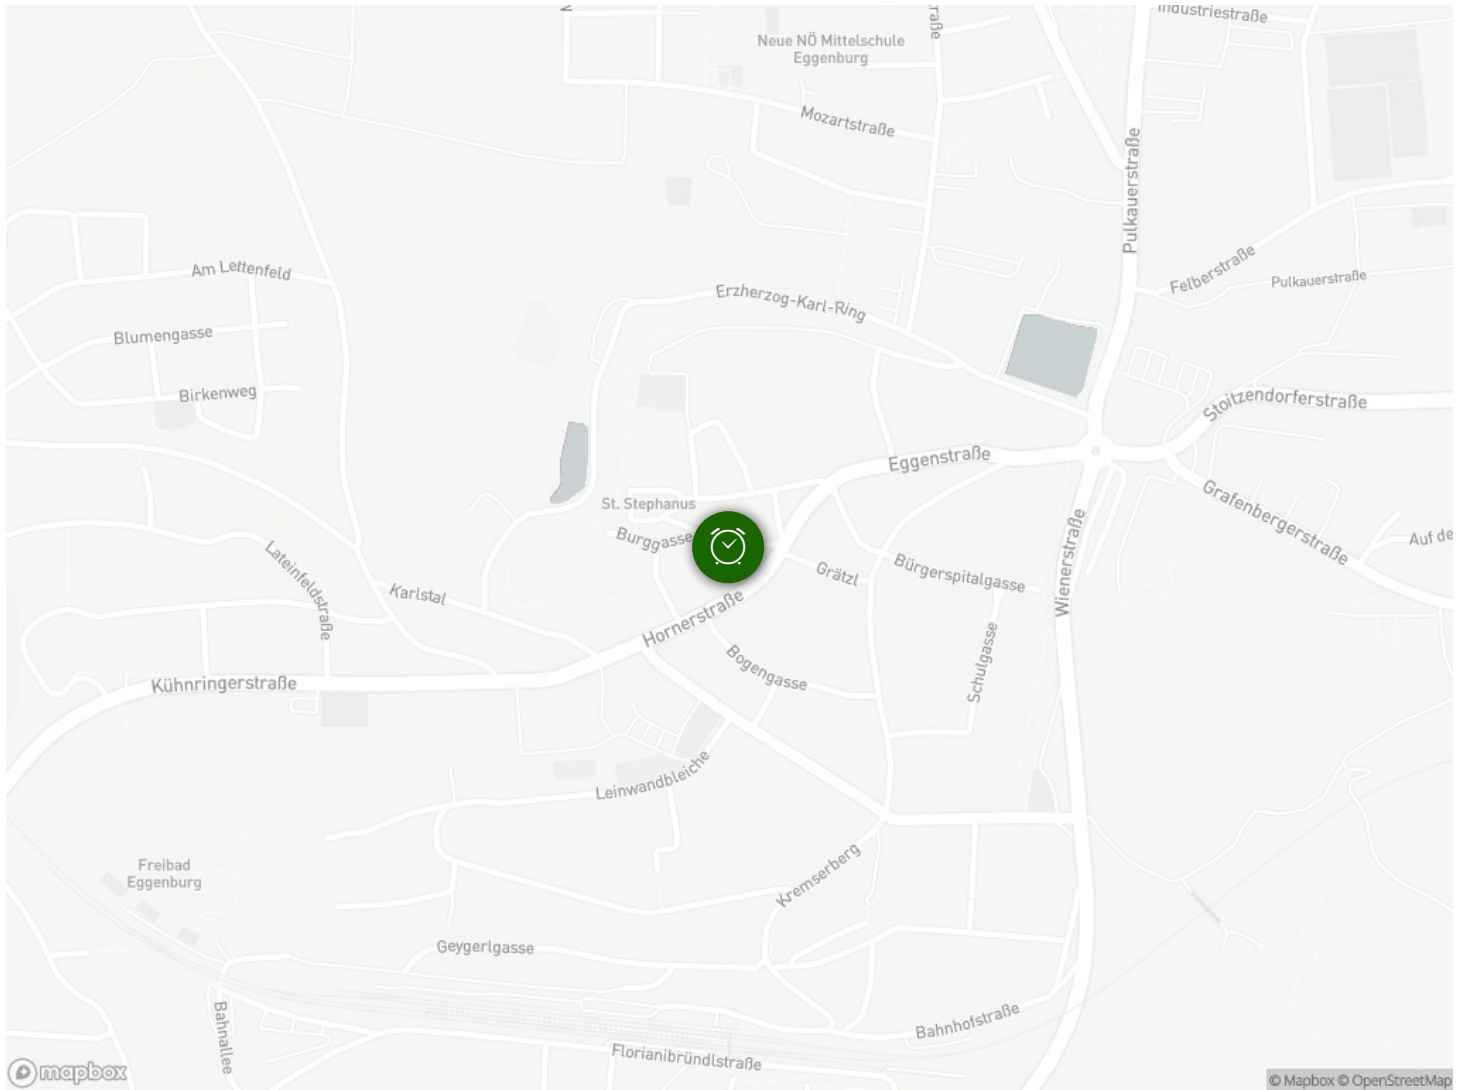 Industriestraße
Neue NÖ Mittelschule
Eggenburg
Mozartstraße
Pulkauerstraße
Am Lettenfeld
Felberstraße
Pulkauerstraße
Erzherzog-Karl-Ring
Blumengasse
Birkenweg
Stoitzendorferstraße
Eggenstraße
St. Stephanus
Grafenbergerstraße
Burggasse
Auf de
Lateinfeldstraße
Karlstal
Grätzl
Bürgerspitalgasse
Wienerstraße
Hornerstraße
Bogengasse
Schulgasse
Kühnringerstraße
Leinwandbleiche
Freibad
Eggenburg
Kremserberg
Geygerlgasse
Bahnallee
Bahnhofstraße
Florianibründlstraße
mapbox
© Mapbox © OpenStreetMap